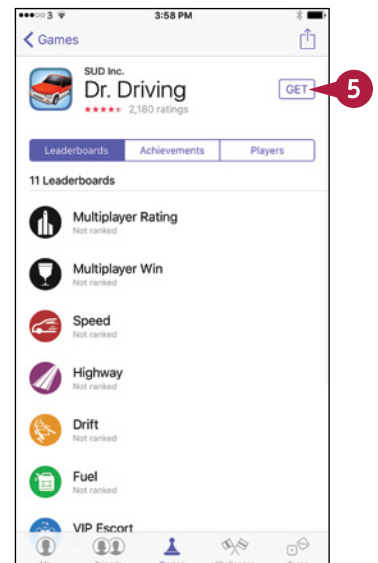 3 3:58 PM
Games
SUD Inc.
Dr. Driving
2,180 ratings
GET
5
Leaderboards Achievements Players
11 Leaderboards
Multiplayer Rating
Not ranked
Multiplayer Win
Not ranked
Speed
Not ranked
Highway
Not ranked
Drift
Not ranked
Fuel
Not ranked
VIP Escort